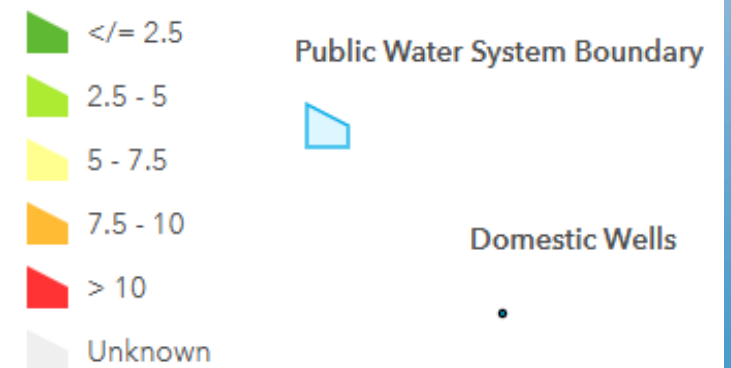 </= 2.5
Public Water System Boundary
2.5 - 5
5 - 7.5
7.5 - 10
Domestic Wells
> 10
Unknown